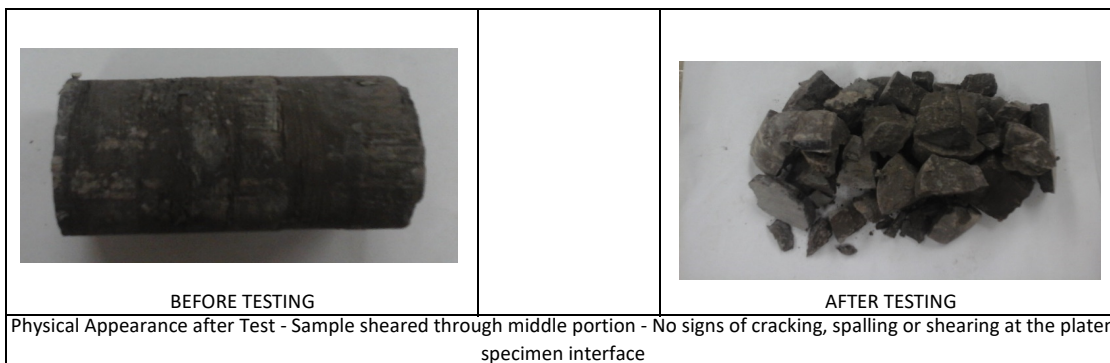 BEFORE TESTING
AFTER TESTING
Physical Appearance after Test - Sample sheared through middle portion - No signs of cracking, spalling or shearing at the platen
specimen interface